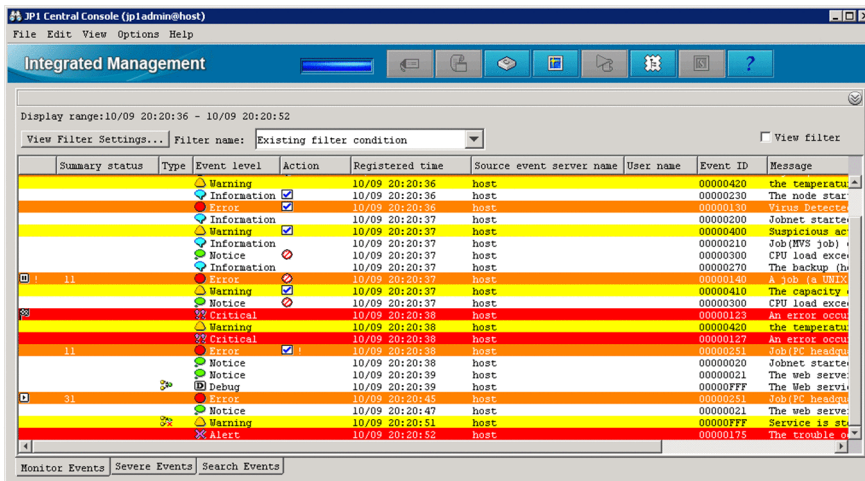 JP1 Central Console (jp1admin@host)
File Edit View Options Help
Integrated Management
Display range:10/09 20:20:36 - 10/09 20:20:52
View Filter Settings... Filter name: Existing filter condition View filter
Summary status Type Event level Action Registered time Source event server name User name Event ID Message
Warning 10/09 20:20:36 host 00000420 the temperatu
Information 10/09 20:20:36 host 00000230 The node star
Error 10/09 20:20:36 host 00000130 Virus Detected
Information 10/09 20:20:37 host 00000200 Jobnet started
Warning 10/09 20:20:37 host 00000400 Suspicious ac
Information 10/09 20:20:37 host 00000210 Job(MVS job)
Notice 10/09 20:20:37 host 00000300 CPU load excee
Information 10/09 20:20:37 host 00000270 The backup (h
! 11 Error 10/09 20:20:37 host 00000140 A job (a UNIX
Warning 10/09 20:20:37 host 00000410 The capacity
Notice 10/09 20:20:37 host 00000300 CPU load excee
Critical 10/09 20:20:38 host 00000123 An error occu
Warning 10/09 20:20:38 host 00000420 the temperatu
Critical 10/09 20:20:38 host 00000127 An error occu
11 Error ! 10/09 20:20:38 host 00000251 Job(PC headqua
Notice 10/09 20:20:38 host 00000020 Jobnet started
Notice 10/09 20:20:39 host 00000021 The web serve
D Debug 10/09 20:20:39 host 00000FFF The Web servi
31 Error 10/09 20:20:45 host 00000251 Job(PC headqua
Notice 10/09 20:20:47 host 00000021 The web serve
Warning 10/09 20:20:51 host 00000FFF Service is sto
Alert 10/09 20:20:52 host 00000175 The trouble o
Monitor Events Severe Events Search Events